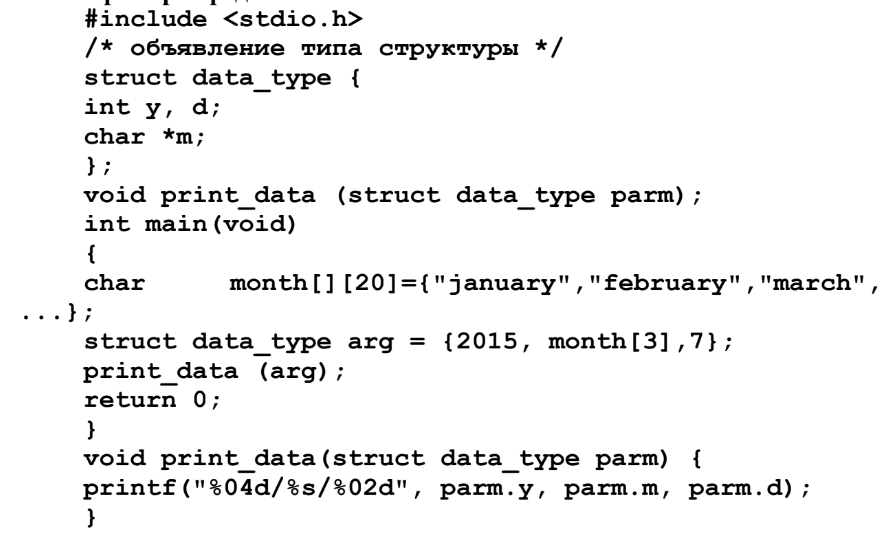 #include <stdio.h>
/* объявление типа структуры */
struct data_type {
int y, d;
char *m;
};
void print_data (struct data_type parm);
int main(void)
{
char month[][20]={"january","february","march",
...};
struct data_type arg = {2015, month[3],7};
print_data (arg);
return 0;
}
void print_data(struct data_type parm) {
printf("%04d/%s/%02d", parm.y, parm.m, parm.d);
}